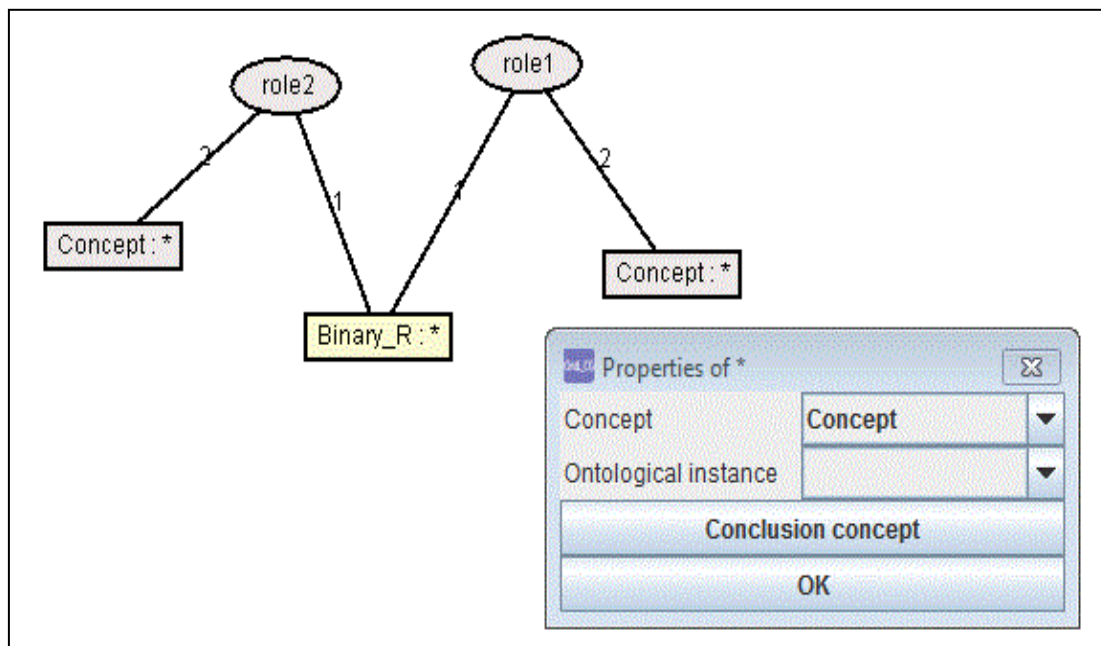 role1
role2
2
2
1
1
Concept : *
Concept : *
Binary_R : *
Properties of *
Concept
Concept
Ontological instance
Conclusion concept
OK